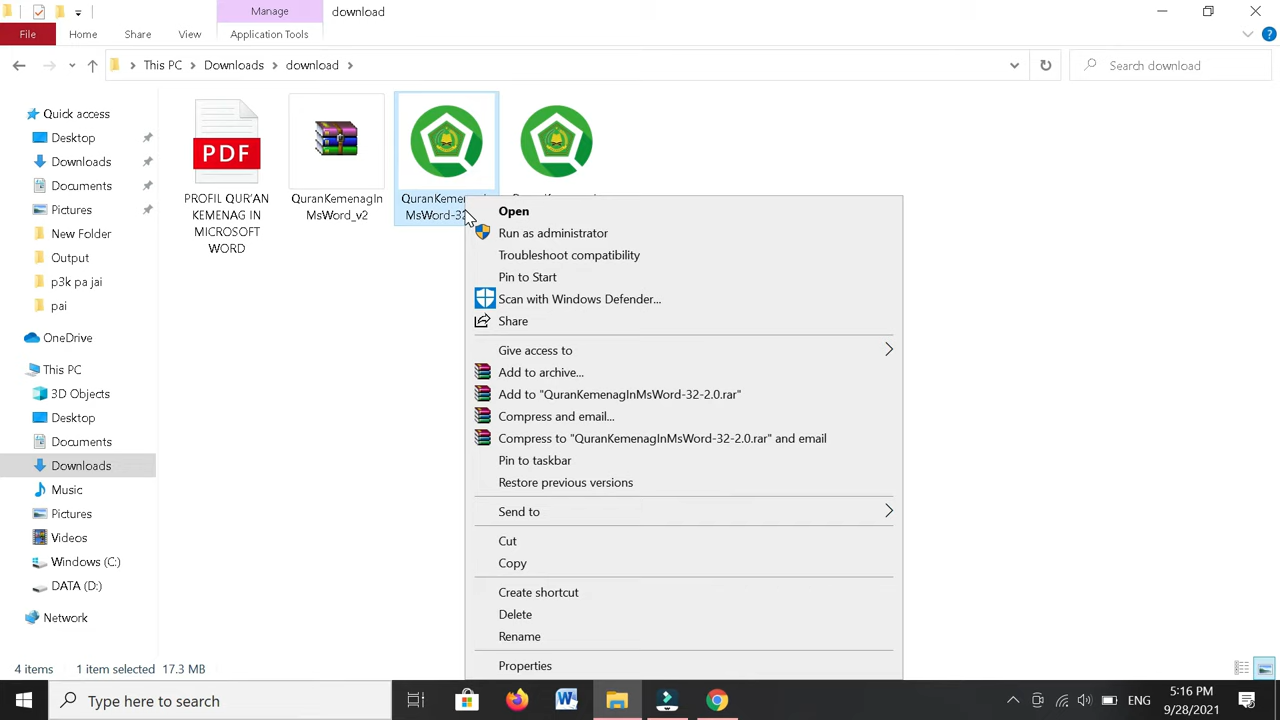 Manage
download
File
Home
Share
View
Application Tools
This PC
Downloads
download
Search download
Quick access
Desktop
Downloads
Documents
Pictures
New Folder
Output
p3k pa jai
pai
OneDrive
This PC
3D Objects
Desktop
Documents
Downloads
Music
Pictures
Videos
Windows (C:)
DATA (D:)
Network
PDF
PROFIL QUR'AN
KEMENAG IN
MICROSOFT
WORD
QuranKemenagIn
MsWord_v2
Open
Run as administrator
Troubleshoot compatibility
Pin to Start
Scan with Windows Defender...
Share
Give access to
Add to archive...
Add to "QuranKemenagInMsWord-32-2.0.rar"
Compress and email...
Compress to "QuranKemenagInMsWord-32-2.0.rar" and email
Pin to taskbar
Restore previous versions
Send to
Cut
Copy
Create shortcut
Delete
Rename
Properties
4 items
1 item selected
17.3 MB
Type here to search
ENG
5:16 PM
9/28/2021